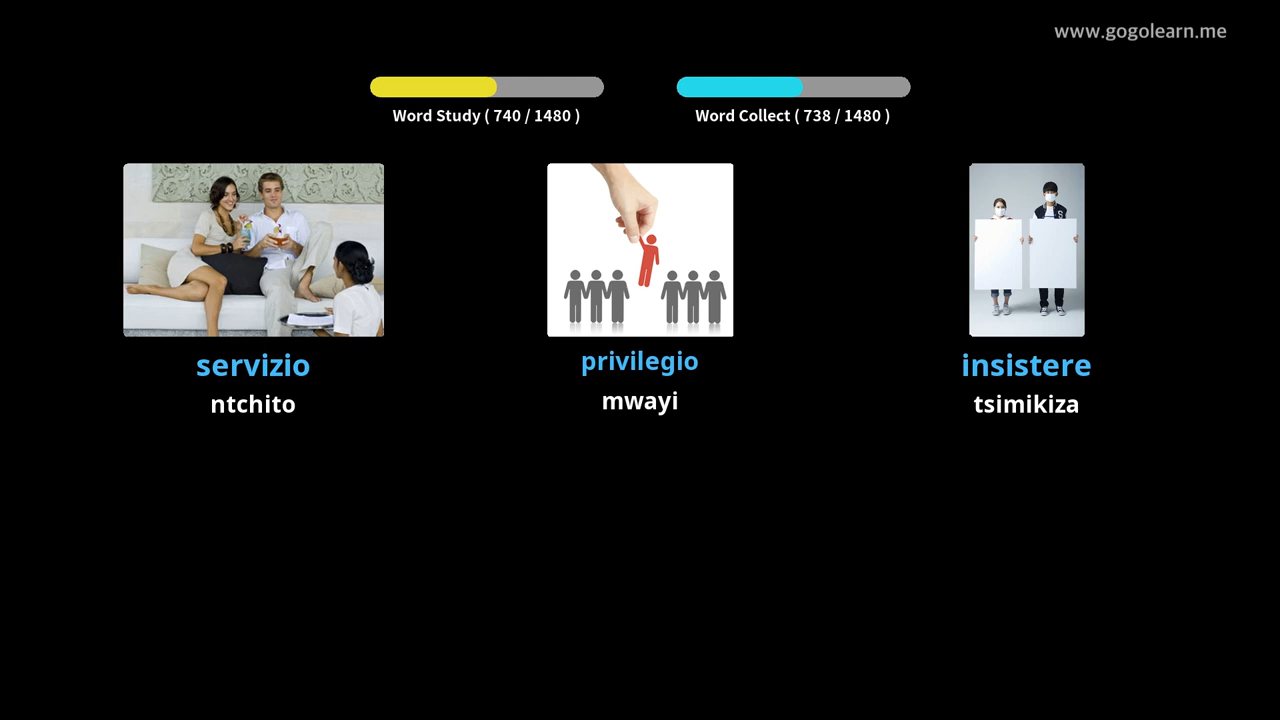 www.gogolearn.me
Word Study ( 740 / 1480 )
Word Collect ( 738 / 1480 )
servizio
ntchito
privilegio
mwayi
insistere
tsimikiza